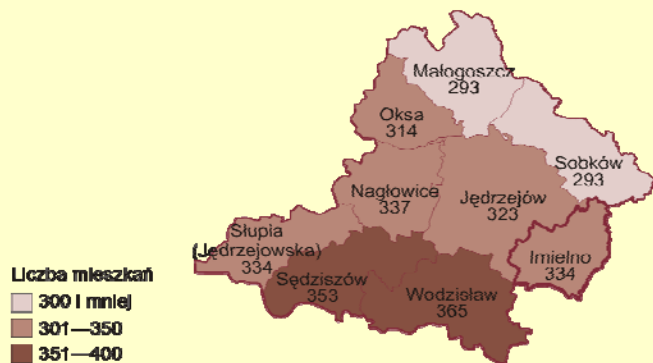 Małogoszcz
293
Oksa
314
Sobków
293
Nagłowice
337
Jędrzejów
323
Słupia
(Jędrzejowska)
334
Imielno
334
Sędziszów
353
Wodzisław
365
Liczba mieszkań
300 i mniej
301—350
351—400